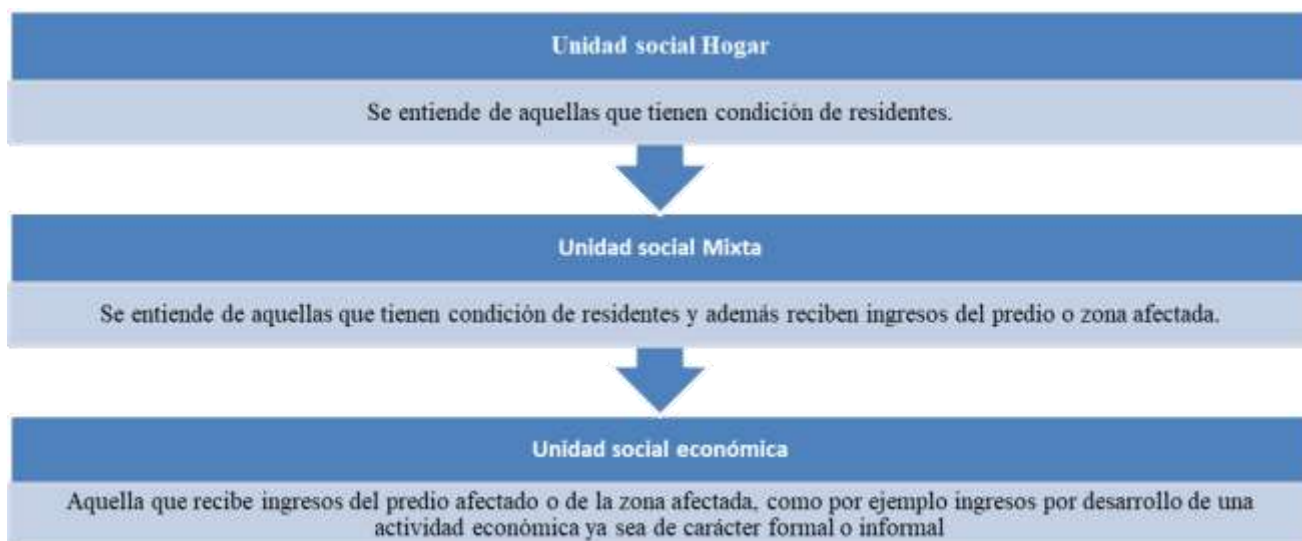 Unidad social Hogar
Se entiende de aquellas que tienen condición de residentes.
Unidad social Mixta
Se entiende de aquellas que tienen condición de residentes y además reciben ingresos del predio o zona afectada.
Unidad social económica
Aquella que recibe ingresos del predio afectado o de la zona afectada, como por ejemplo ingresos por desarrollo de una
actividad económica ya sea de carácter formal o informal